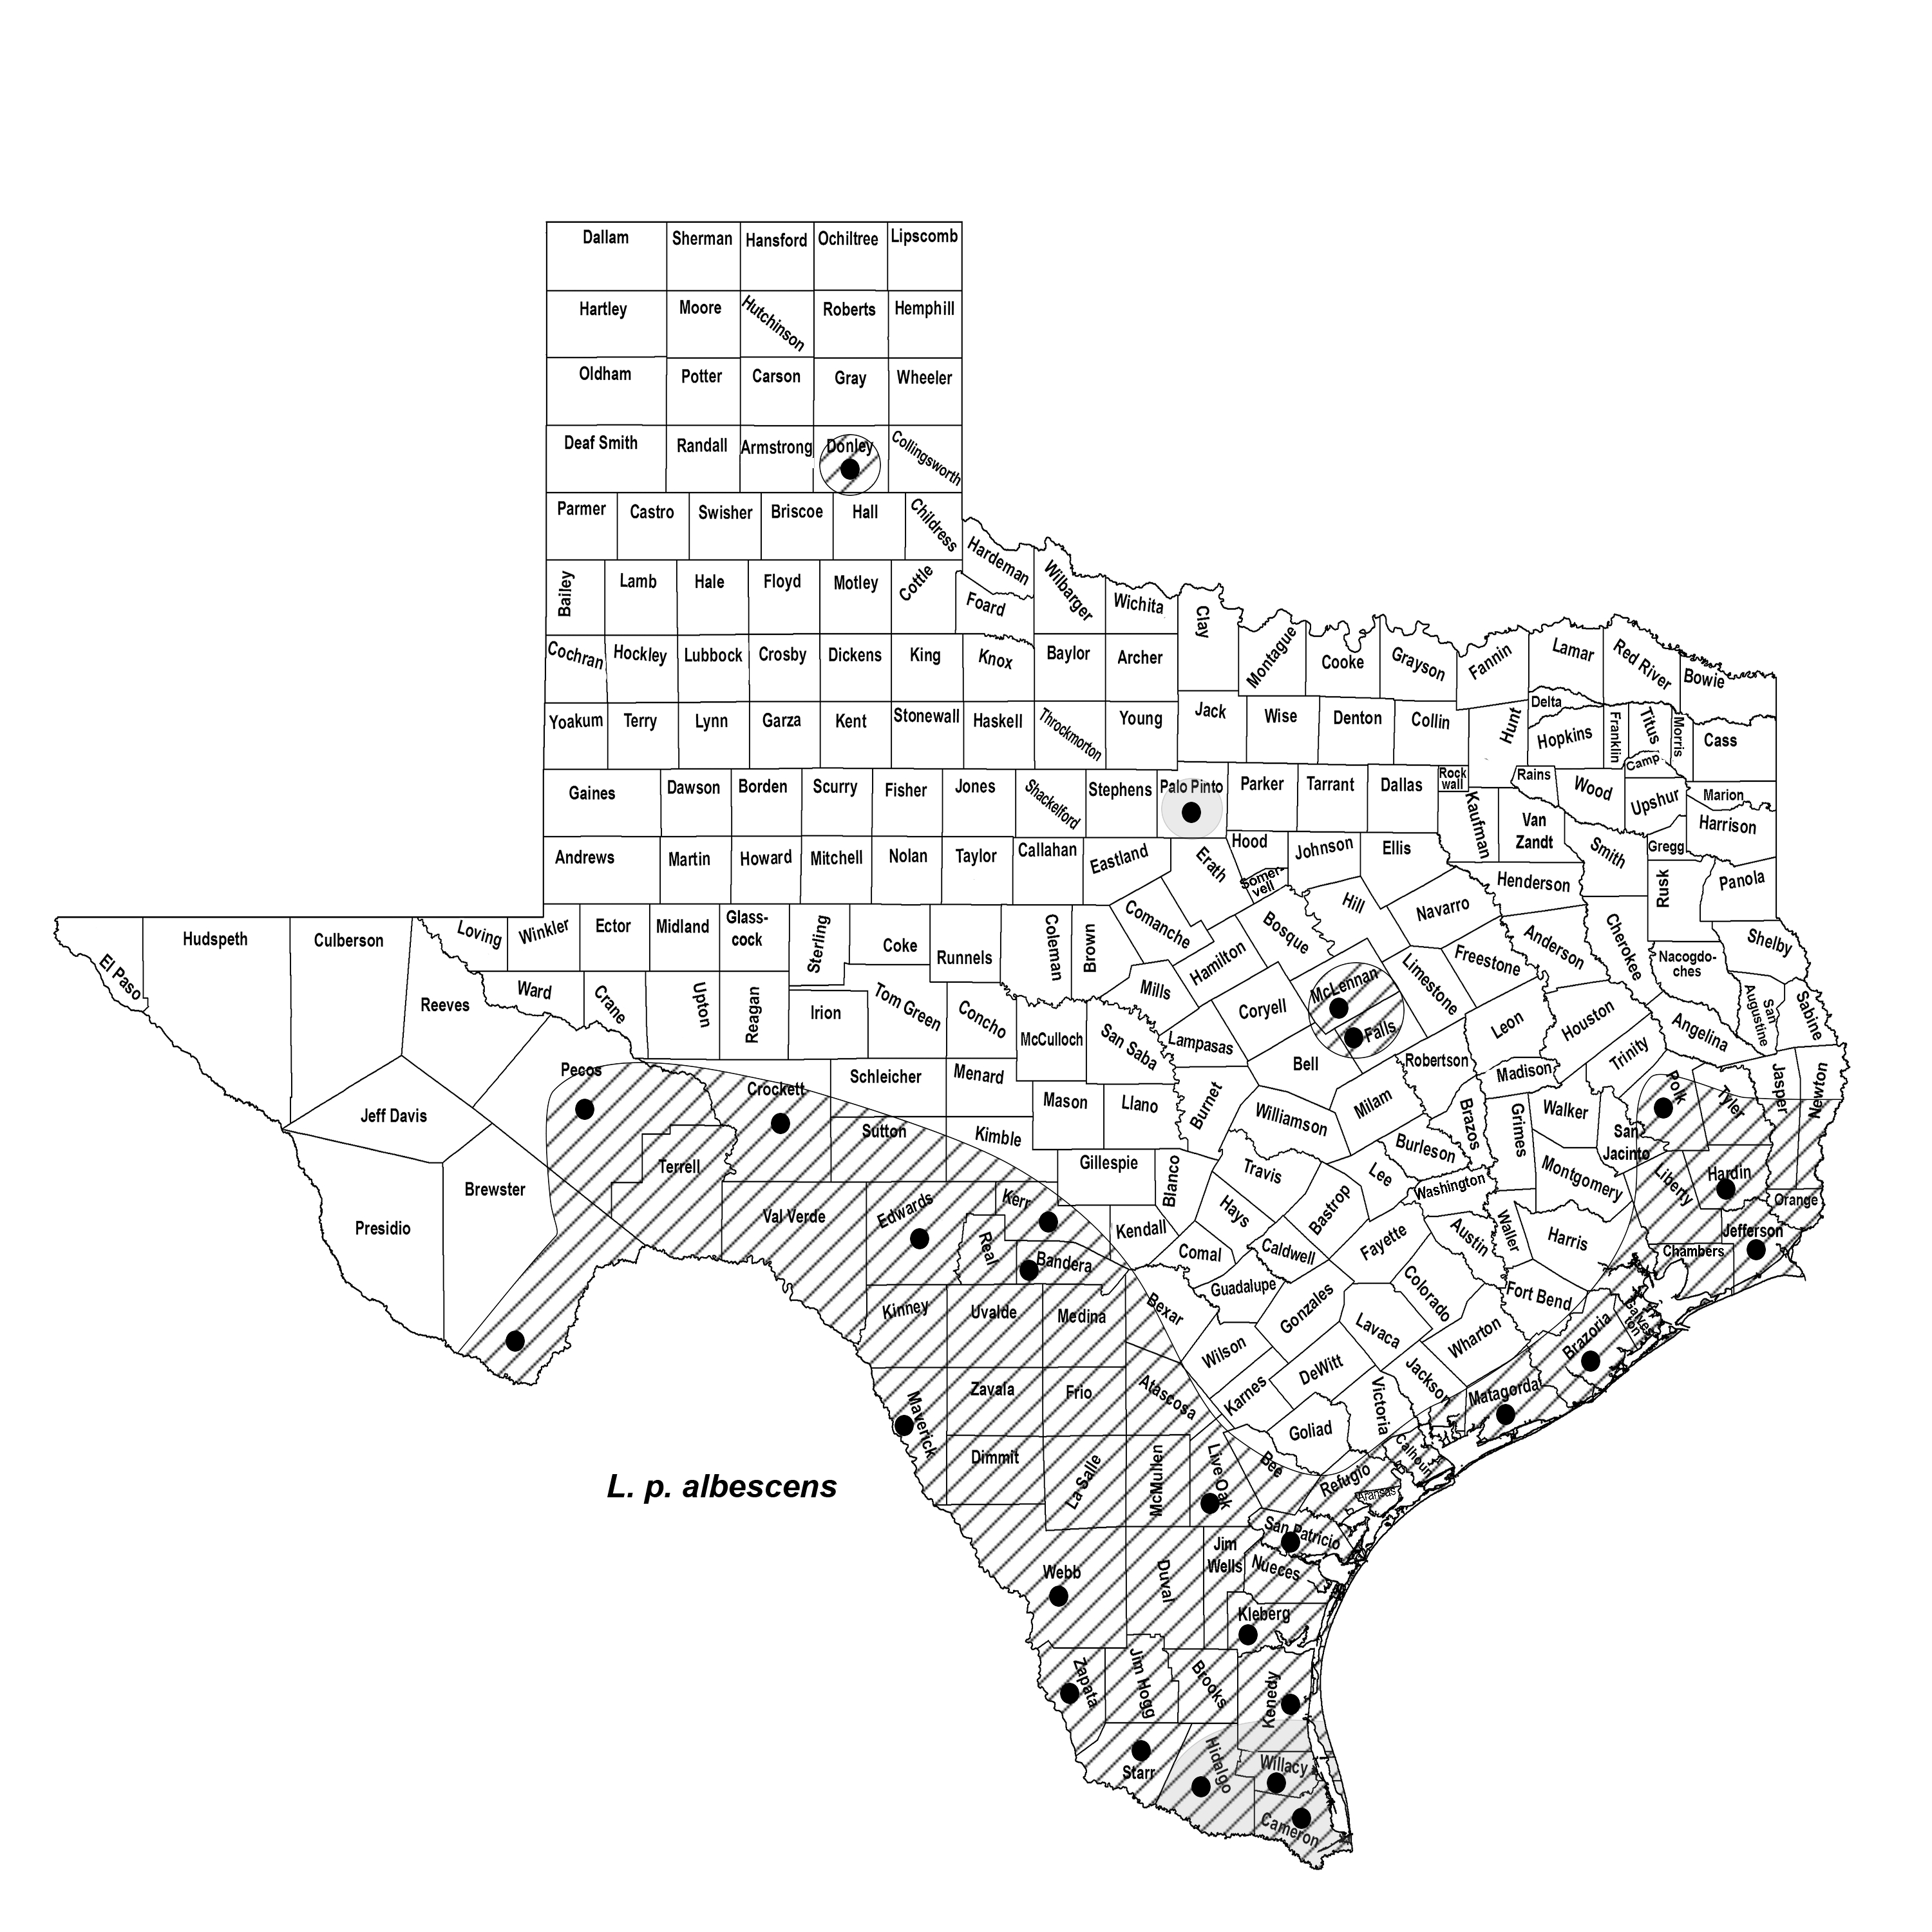 Dallam
Sherman
Hansford
Ochiltree
Lipscomb
Hartley
Moore
Hutchinson
Roberts
Hemphill
Oldham
Potter
Carson
Gray
Wheeler
Deaf Smith
Randall
Armstrong
Donley
Collingsworth
Parmer
Castro
Swisher
Briscoe
Hall
Childress
Hardeman
Bailey
Lamb
Hale
Floyd
Motley
Cottle
Foard
Wilbarger
Wichita
Clay
Montague
Cooke
Grayson
Fannin
Lamar
Red River
Bowie
Cochran
Hockley
Lubbock
Crosby
Dickens
King
Knox
Baylor
Archer
Yoakum
Terry
Lynn
Garza
Kent
Stonewall
Haskell
Throckmorton
Young
Jack
Wise
Denton
Collin
Hunt
Delta
Hopkins
Franklin
Titus
Morris
Cass
Camp
Gaines
Dawson
Borden
Scurry
Fisher
Jones
Shackelford
Stephens
Palo Pinto
Parker
Tarrant
Dallas
Rock
wall
Kaufman
Rains
Wood
Upshur
Marion
Harrison
Van
Zandt
Smith
Gregg
Andrews
Martin
Howard
Mitchell
Nolan
Taylor
Callahan
Eastland
Erath
Hood
Somer-
vell
Johnson
Ellis
Henderson
Rusk
Panola
El Paso
Hudspeth
Culberson
Loving
Winkler
Ector
Midland
Glass-
cock
Sterling
Coke
Runnels
Coleman
Brown
Comanche
Hamilton
Bosque
Hill
Navarro
Freestone
Anderson
Cherokee
Nacogdo-
ches
Shelby
Reeves
Ward
Crane
Upton
Reagan
Irion
Tom Green
Concho
McCulloch
San Saba
Mills
Lampasas
Coryell
McLennan
Falls
Limestone
Leon
Houston
Angelina
San
Augustine
Sabine
Jeff Davis
Pecos
Crockett
Schleicher
Menard
Mason
Llano
Burnet
Bell
Williamson
Milam
Robertson
Brazos
Madison
Grimes
Walker
Trinity
Polk
Tyler
Jasper
Newton
San
Jacinto
Presidio
Brewster
Terrell
Sutton
Kimble
Gillespie
Blanco
Travis
Hays
Bastrop
Lee
Burleson
Washington
Waller
Montgomery
Liberty
Hardin
Orange
Jefferson
Chambers
Harris
Val Verde
Edwards
Real
Kerr
Bandera
Kendall
Comal
Caldwell
Guadalupe
Fayette
Austin
Colorado
Fort Bend
Galves-
ton
Brazoria
Kinney
Uvalde
Medina
Bexar
Wilson
Gonzales
Lavaca
Wharton
Matagorda
Jackson
DeWitt
Karnes
Victoria
Goliad
Calhoun
Maverick
Zavala
Frio
Atascosa
Dimmit
La Salle
McMullen
Live Oak
Bee
Refugio
Aransas
San Patricio
L. p. albescens
Webb
Duval
Jim
Wells
Nueces
Kleberg
Zapata
Jim Hogg
Brooks
Kenedy
Starr
Hidalgo
Willacy
Cameron